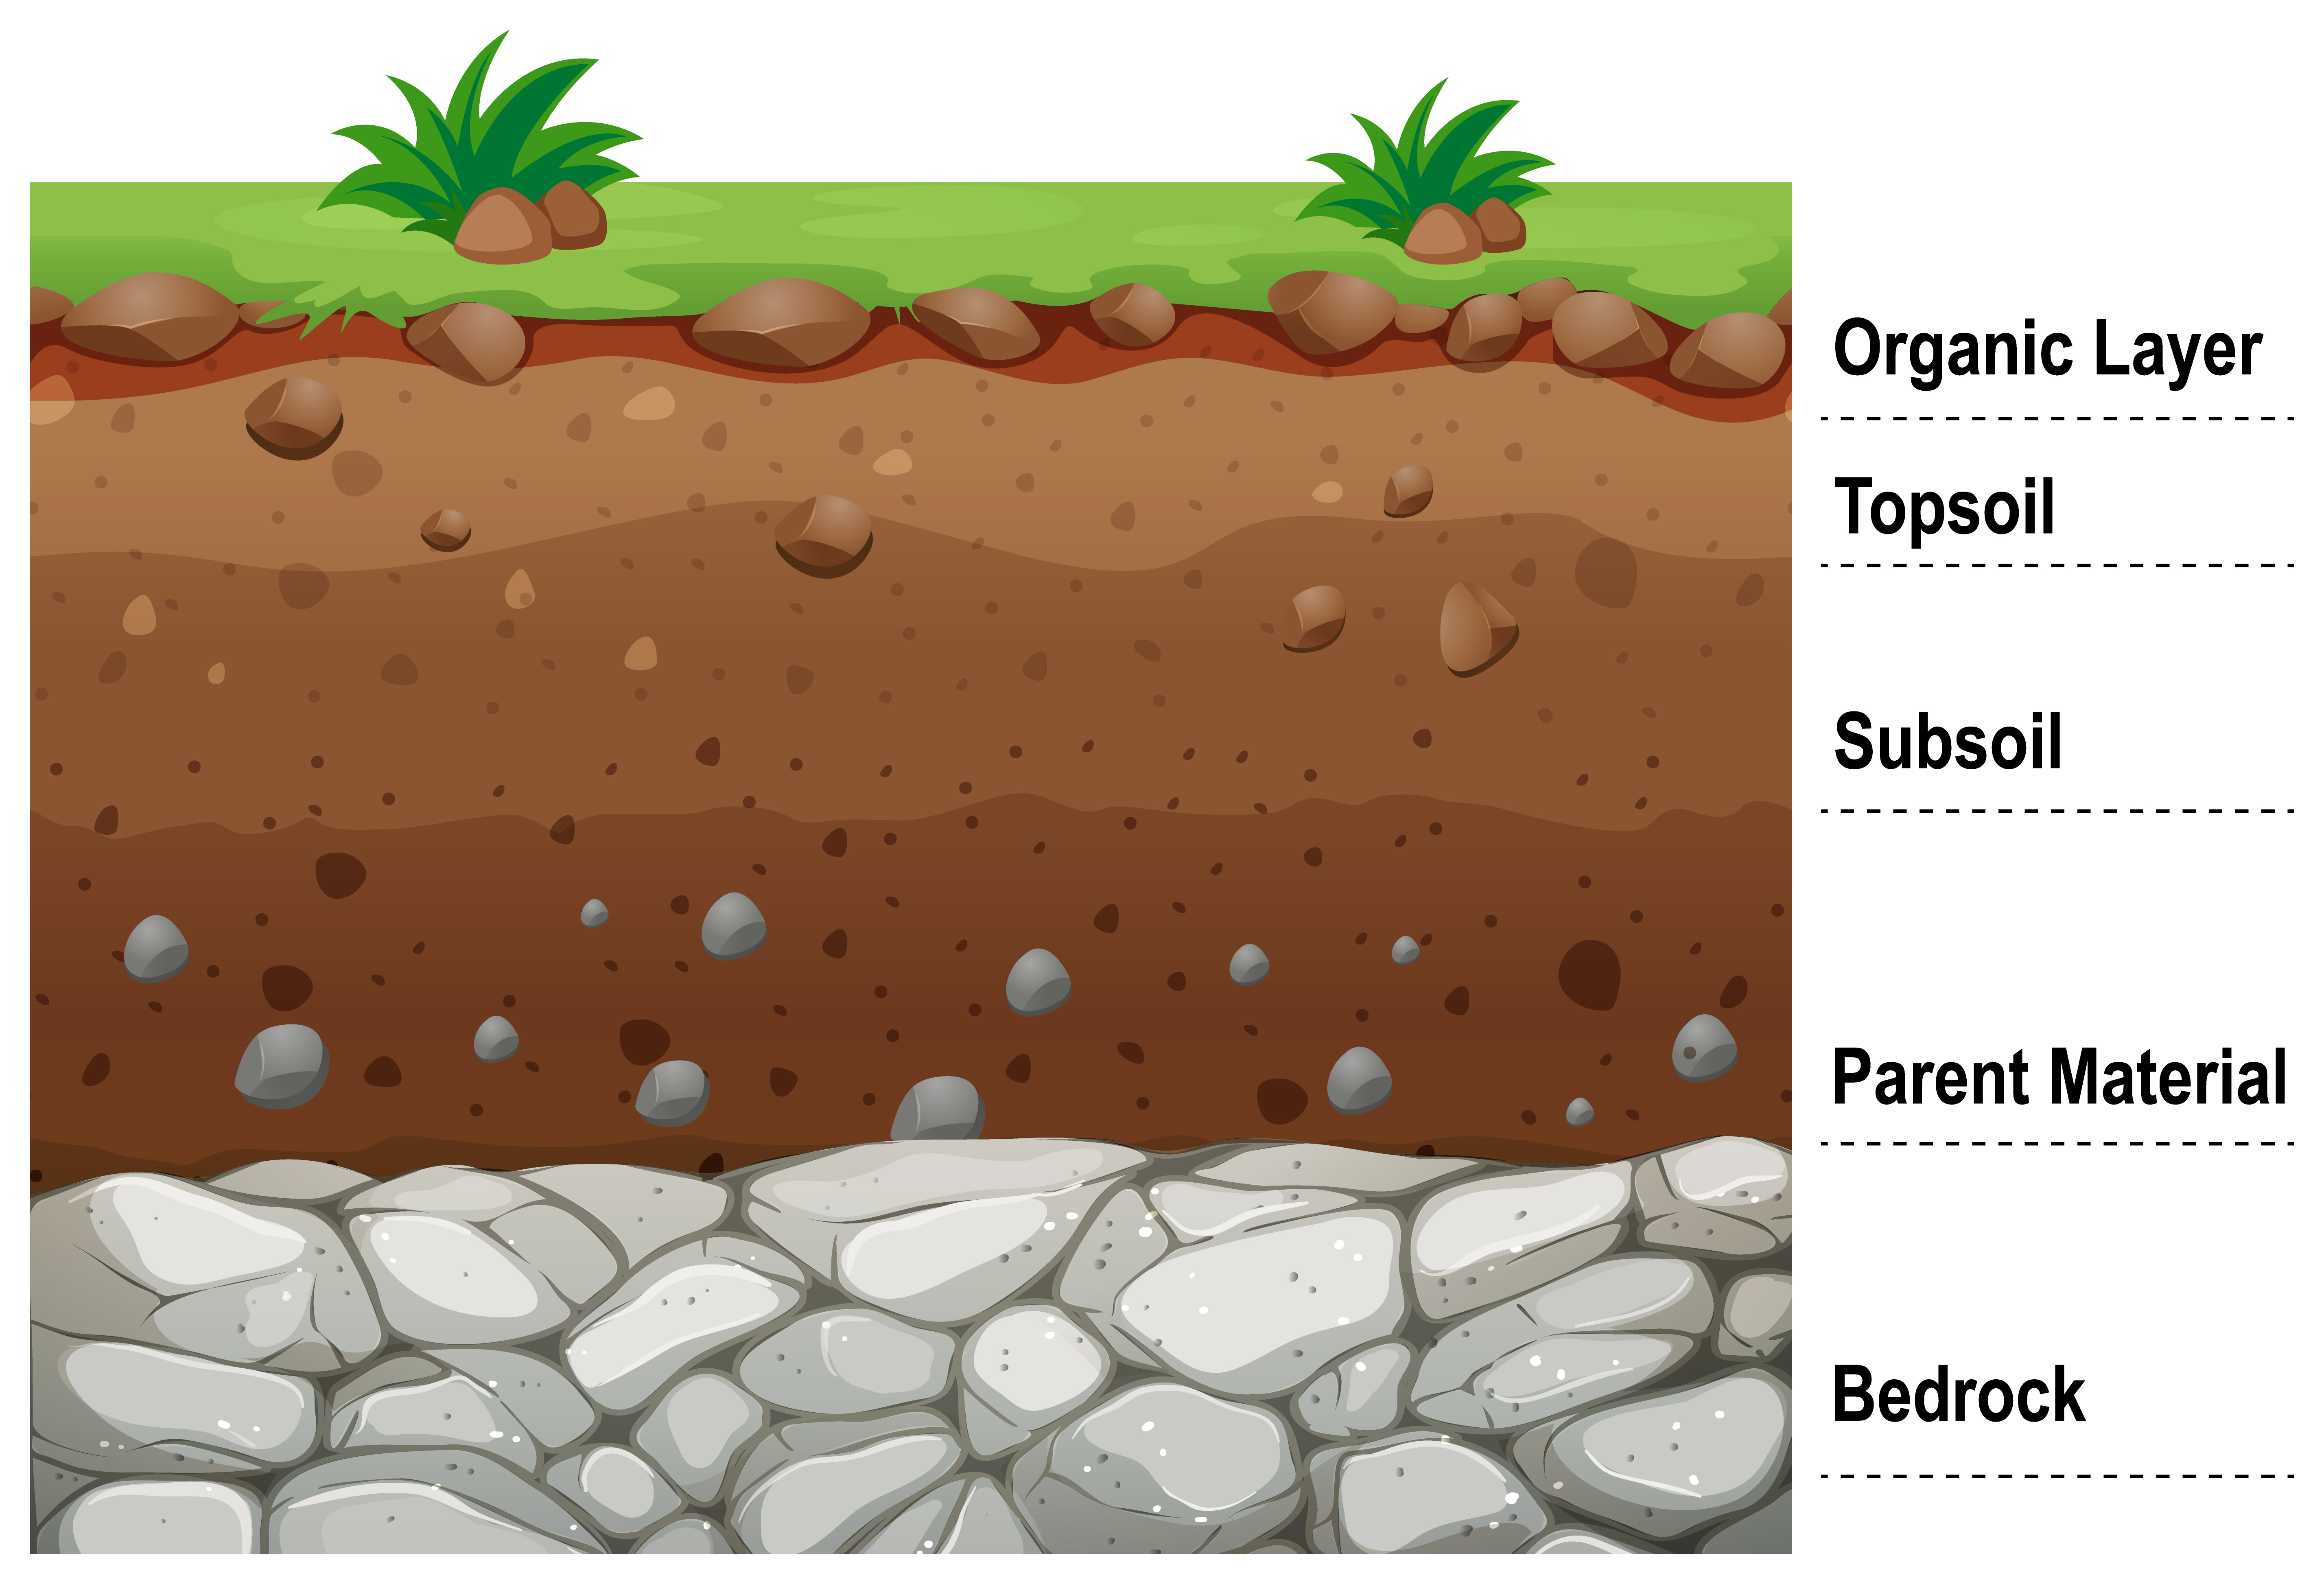 Organic Layer
Topsoil
Subsoil
Parent Material
Bedrock